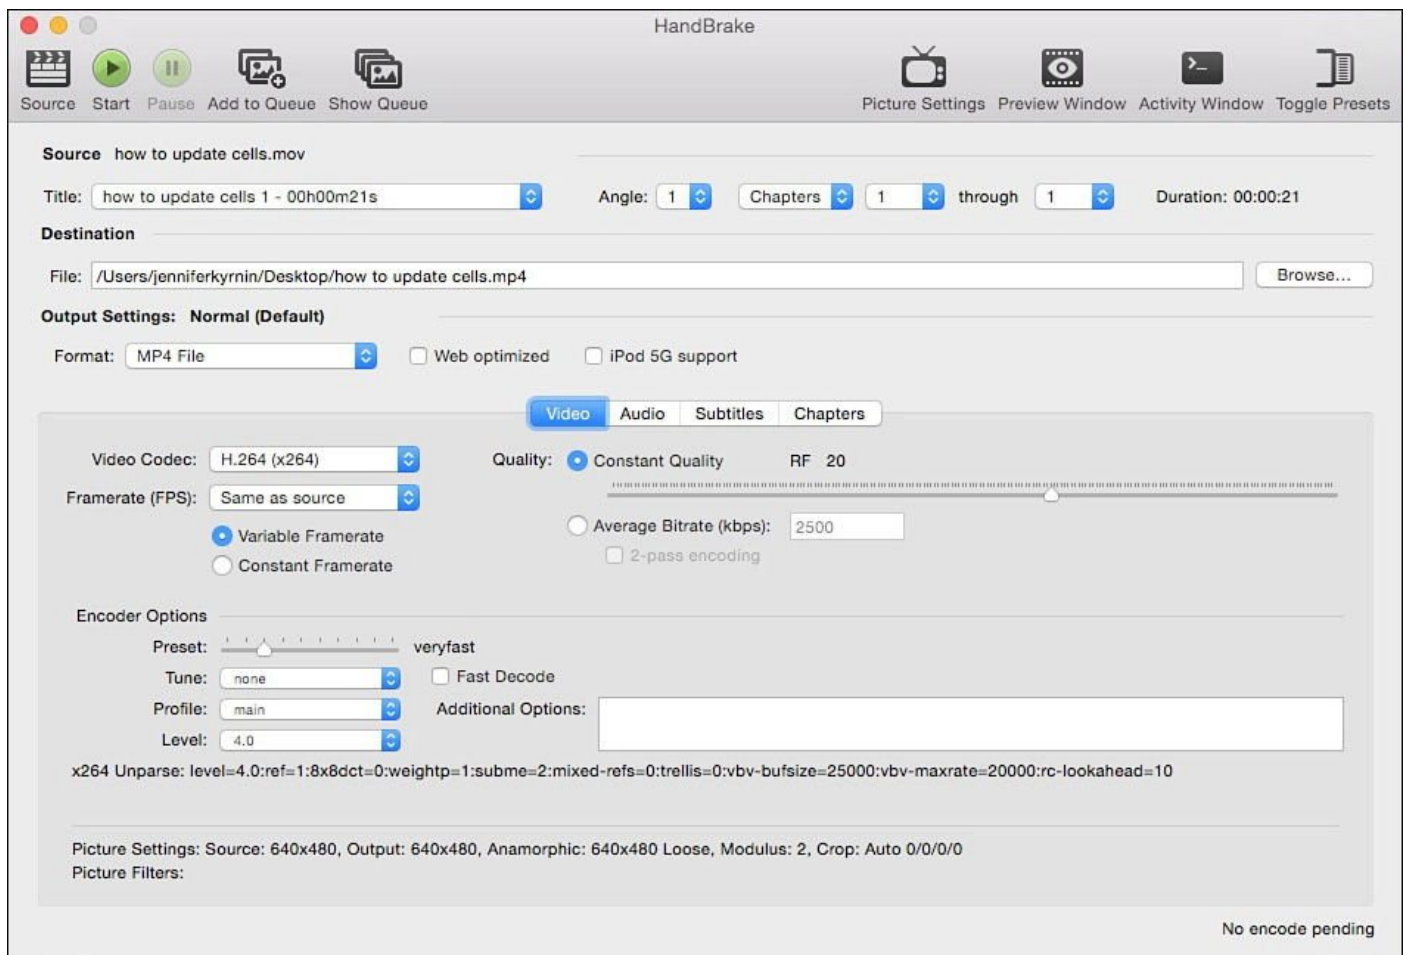 HandBrake
Source Start Pause Add to Queue Show Queue Picture Settings Preview Window Activity Window Toggle Presets
Source how to update cells.mov
Title: how to update cells 1 - 00h00m21s Angle: 1 Chapters 1 through 1 Duration: 00:00:21
Destination
File: /Users/jenniferkyrnin/Desktop/how to update cells.mp4 Browse...
Output Settings: Normal (Default)
Format: MP4 File Web optimized iPod 5G support
Video Audio Subtitles Chapters
Video Codec: H.264 (x264) Quality: Constant Quality RF 20
Framerate (FPS): Same as source
Average Bitrate (kbps): 2500
Variable Framerate
2-pass encoding
Constant Framerate
Encoder Options
Preset: veryfast
Tune: none Fast Decode
Profile: main Additional Options:
Level: 4.0
x264 Unparse: level=4.0:ref=1:8x8dct=0:weightp=1:subme=2:mixed-refs=0:trellis=0:vbv-bufsize=25000:vbv-maxrate=20000:rc-lookahead=10
Picture Settings: Source: 640x480, Output: 640x480, Anamorphic: 640x480 Loose, Modulus: 2, Crop: Auto 0/0/0/0
Picture Filters:
No encode pending